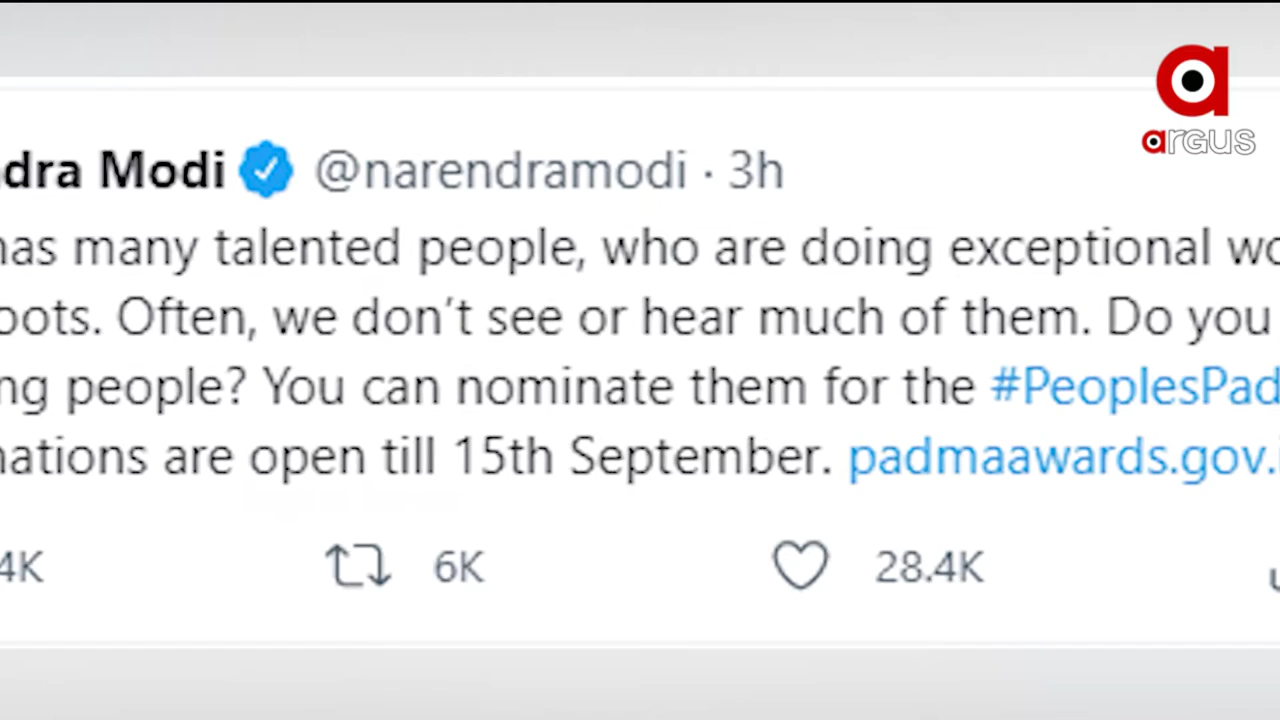 dra Modi @narendramodi · 3h
has many talented people, who are doing exceptional wo
oots. Often, we don't see or hear much of them. Do you
ng people? You can nominate them for the #PeoplesPad
nations are open till 15th September. padmaawards.gov.i
4K 6K 28.4K
a
argus